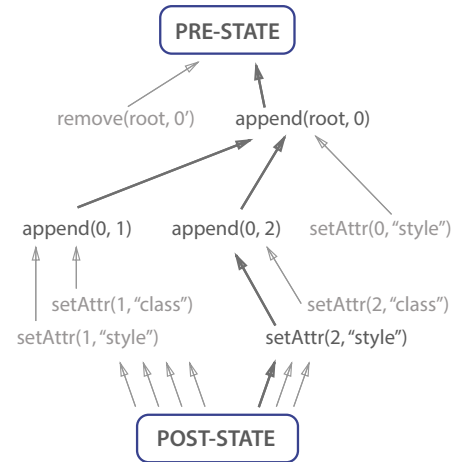 PRE-STATE
remove(root, 0’)
append(root, 0)
append(0, 1)
append(0, 2)
setAttr(0, “style”)
setAttr(1, “class”)
setAttr(2, “class”)
setAttr(1, “style”)
setAttr(2, “style”)
POST-STATE